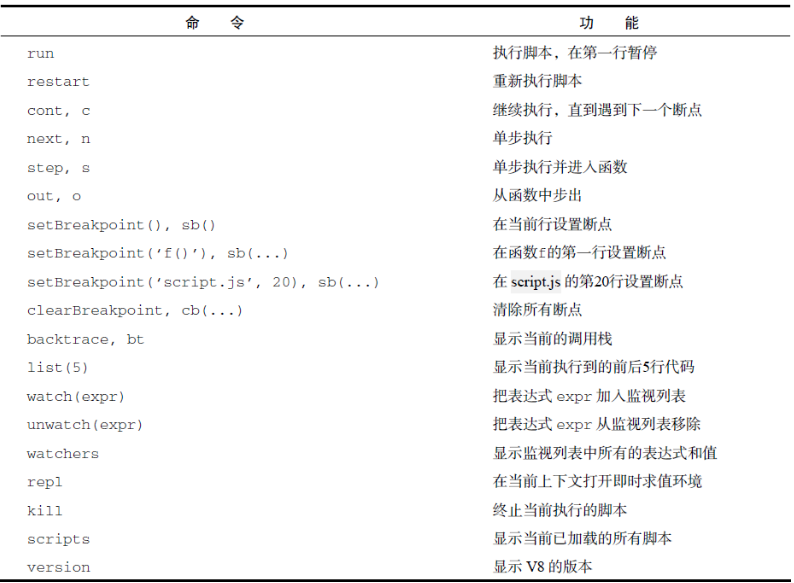 命 令 功 能
run 执行脚本，在第一行暂停
restart 重新执行脚本
cont, c 继续执行，直到遇到下一个断点
next, n 单步执行
step, s 单步执行并进入函数
out, o 从函数中步出
setBreakpoint(), sb() 在当前行设置断点
setBreakpoint('f()'), sb(...) 在函数f的第一行设置断点
setBreakpoint('script.js', 20), sb(...) 在 script.js 的第20行设置断点
clearBreakpoint, cb(...) 清除所有断点
backtrace, bt 显示当前的调用栈
list(5) 显示当前执行到的前后5行代码
watch(expr) 把表达式 expr 加入监视列表
unwatch(expr) 把表达式 expr 从监视列表移除
watchers 显示监视列表中所有的表达式和值
repl 在当前上下文打开即时求值环境
kill 终止当前执行的脚本
scripts 显示当前已加载的所有脚本
version 显示 V8 的版本